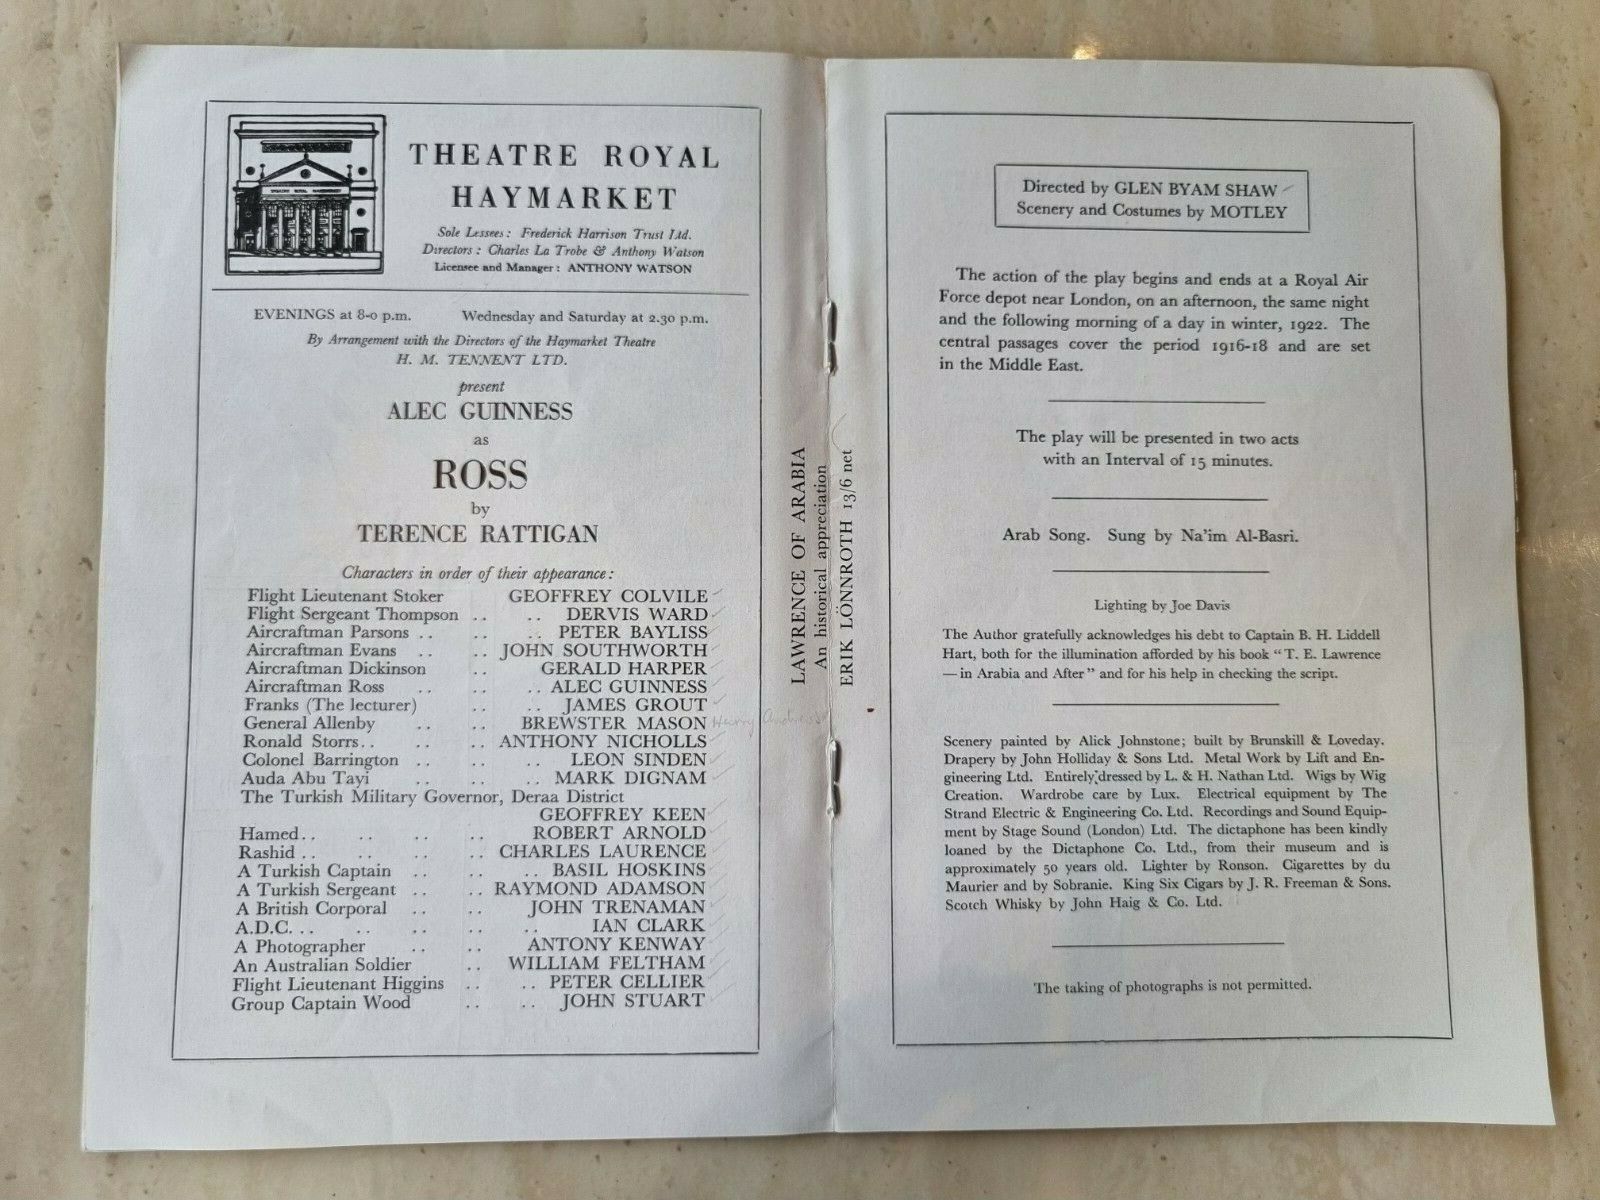 THEATRE ROYAL HAYMARKET
THEATRE ROYAL
HAYMARKET
Sole Lessees: Frederick Harrison Trust Ltd.
Directors: Charles La Trobe & Anthony Watson
Licensee and Manager: ANTHONY WATSON
EVENINGS at 8-0 p.m. Wednesday and Saturday at 2.30 p.m.
By Arrangement with the Directors of the Haymarket Theatre
H. M. TENNENT LTD.
present
ALEC GUINNESS
as
ROSS
by
TERENCE RATTIGAN
Characters in order of their appearance:
Flight Lieutenant Stoker GEOFFREY COLVILE
Flight Sergeant Thompson .. .. DERVIS WARD
Aircraftman Parsons .. .. .. PETER BAYLISS
Aircraftman Evans .. .. JOHN SOUTHWORTH
Aircraftman Dickinson .. GERALD HARPER
Aircraftman Ross .. .. .. ALEC GUINNESS
Franks (The lecturer) .. .. JAMES GROUT
General Allenby .. .. BREWSTER MASON Harry
Ronald Storrs.. .. .. ANTHONY NICHOLLS
Colonel Barrington .. .. LEON SINDEN
Auda Abu Tayi .. .. .. MARK DIGNAM
The Turkish Military Governor, Deraa District
GEOFFREY KEEN
Hamed.. .. .. .. ROBERT ARNOLD
Rashid .. .. .. .. CHARLES LAURENCE
A Turkish Captain .. .. .. BASIL HOSKINS
A Turkish Sergeant .. .. RAYMOND ADAMSON
A British Corporal .. .. JOHN TRENAMAN
A.D.C. .. .. .. .. .. IAN CLARK
A Photographer .. .. ANTONY KENWAY
An Australian Soldier .. WILLIAM FELTHAM
Flight Lieutenant Higgins .. .. PETER CELLIER
Group Captain Wood .. .. JOHN STUART
LAWRENCE OF ARABIA
An historical appreciation
ERIK LÖNNROTH 13/6 net
Directed by GLEN BYAM SHAW
Scenery and Costumes by MOTLEY
The action of the play begins and ends at a Royal Air
Force depot near London, on an afternoon, the same night
and the following morning of a day in winter, 1922. The
central passages cover the period 1916-18 and are set
in the Middle East.
The play will be presented in two acts
with an Interval of 15 minutes.
Arab Song. Sung by Na'im Al-Basri.
Lighting by Joe Davis
The Author gratefully acknowledges his debt to Captain B. H. Liddell
Hart, both for the illumination afforded by his book "T. E. Lawrence
—in Arabia and After" and for his help in checking the script.
Scenery painted by Alick Johnstone; built by Brunskill & Loveday.
Drapery by John Holliday & Sons Ltd. Metal Work by Lift and En-
gineering Ltd. Entirely dressed by L. & H. Nathan Ltd. Wigs by Wig
Creation. Wardrobe care by Lux. Electrical equipment by The
Strand Electric & Engineering Co. Ltd. Recordings and Sound Equip-
ment by Stage Sound (London) Ltd. The dictaphone has been kindly
loaned by the Dictaphone Co. Ltd., from their museum and is
approximately 50 years old. Lighter by Ronson. Cigarettes by du
Maurier and by Sobranie. King Six Cigars by J. R. Freeman & Sons.
Scotch Whisky by John Haig & Co. Ltd.
The taking of photographs is not permitted.